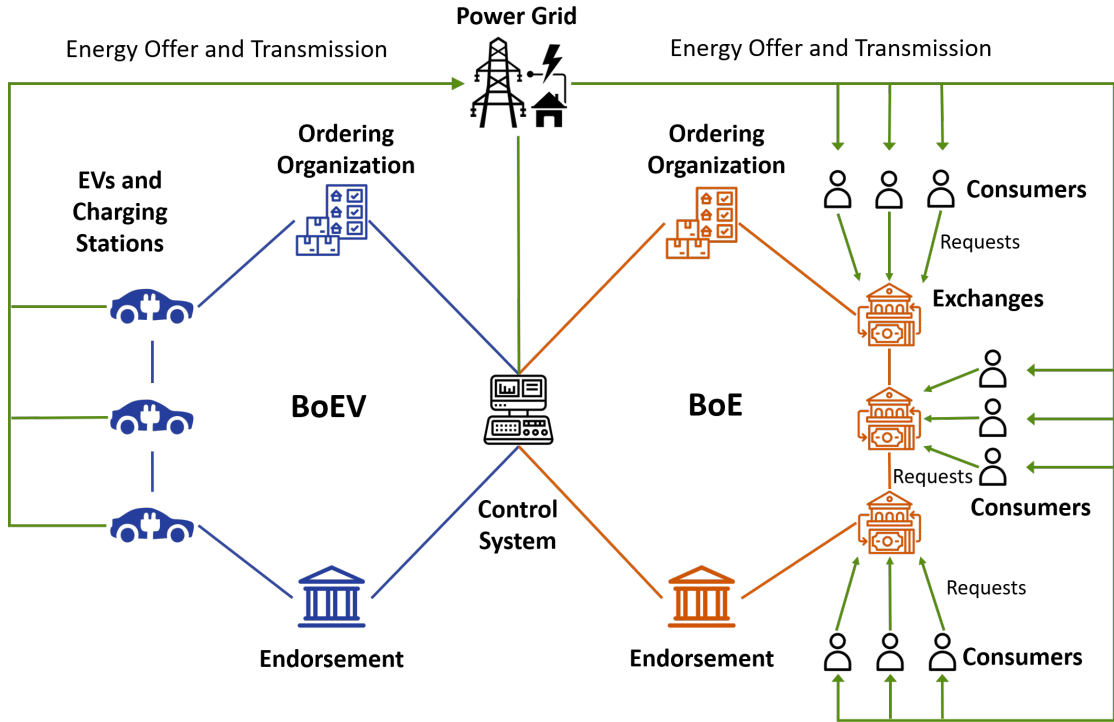 Power Grid
Energy Offer and Transmission
Energy Offer and Transmission
Ordering
Organization
Ordering
Organization
EVs and
Charging
Stations
Consumers
Requests
Exchanges
BoEV
BoE
Requests
Consumers
Control
System
Requests
Endorsement
Endorsement
Consumers